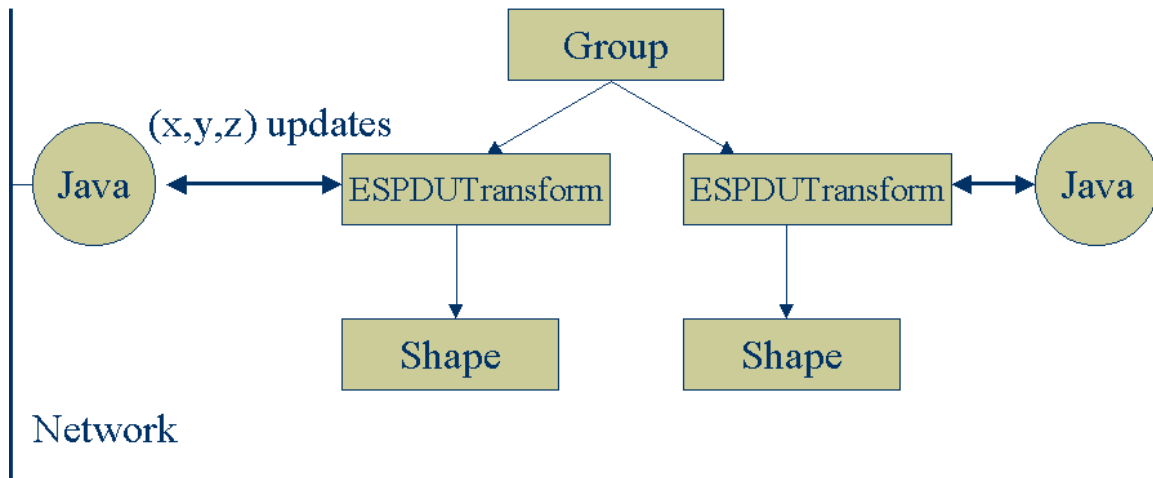 Group
(x,y,z) updates
Java
ESPDUTransform
ESPDUTransform
Java
Shape
Shape
Network